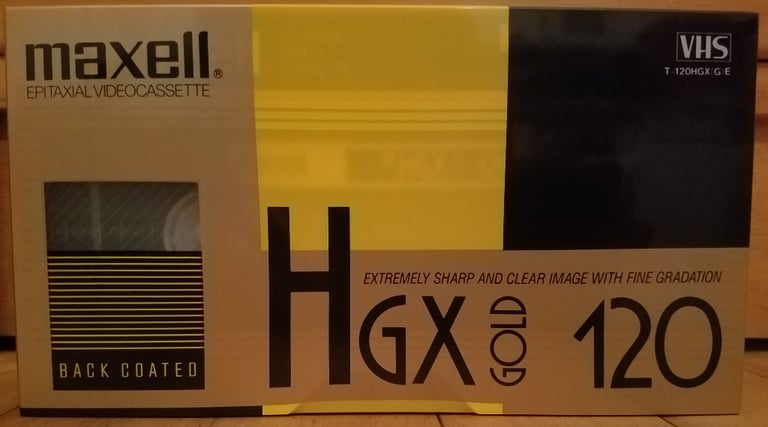 maxell®
EPITAXIAL VIDEOCASSETTE
VHS
T-120HGX(G)E
EXTREMELY SHARP AND CLEAR IMAGE WITH FINE GRADATION
HGX GOLD 120
BACK COATED